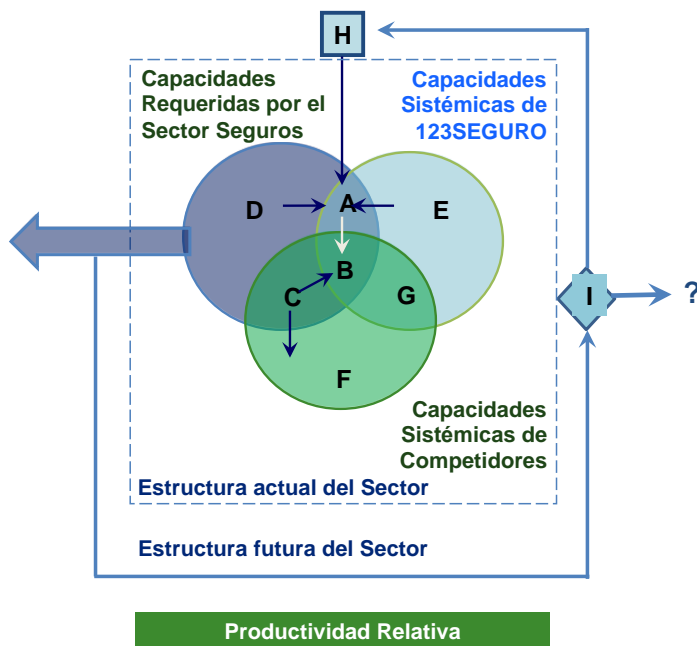 H
Capacidades
Requeridas por el
Sector Seguros
Capacidades
Sistémicas de
123SEGURO
D
A
E
B
C
G
I
?
F
Capacidades
Sistémicas de
Competidores
Estructura actual del Sector
Estructura futura del Sector
Productividad Relativa